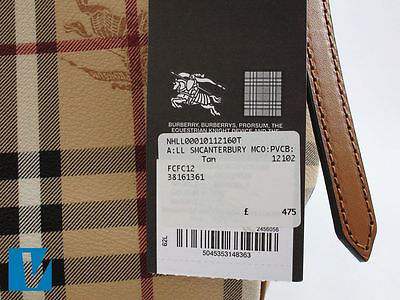 BURBERRY, BURBERRYS, PRORSUM, THE
EQUESTRIAN KNIGHT DEVICE AND THE
NHLL00010112160T
A:LL SMCANTERBURY MCO:PVCB:
Tan 12102
FCFC12
38161361
£ 475
2456056
62L
5045353148363